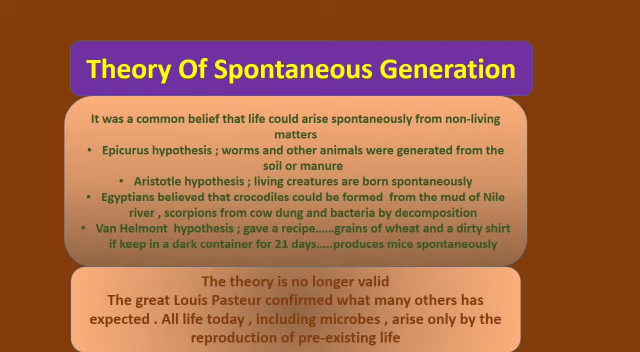 Theory Of Spontaneous Generation
It was a common belief that life could arise spontaneously from non-living
matters
• Epicurus hypothesis ; worms and other animals were generated from the
soil or manure
• Aristotle hypothesis ; living creatures are born spontaneously
• Egyptians believed that crocodiles could be formed from the mud of Nile
river , scorpions from cow dung and bacteria by decomposition
• Van Helmont hypothesis ; gave a recipe……grains of wheat and a dirty shirt
if keep in a dark container for 21 days…..produces mice spontaneously
The theory is no longer valid
The great Louis Pasteur confirmed what many others has
expected . All life today , including microbes , arise only by the
reproduction of pre-existing life